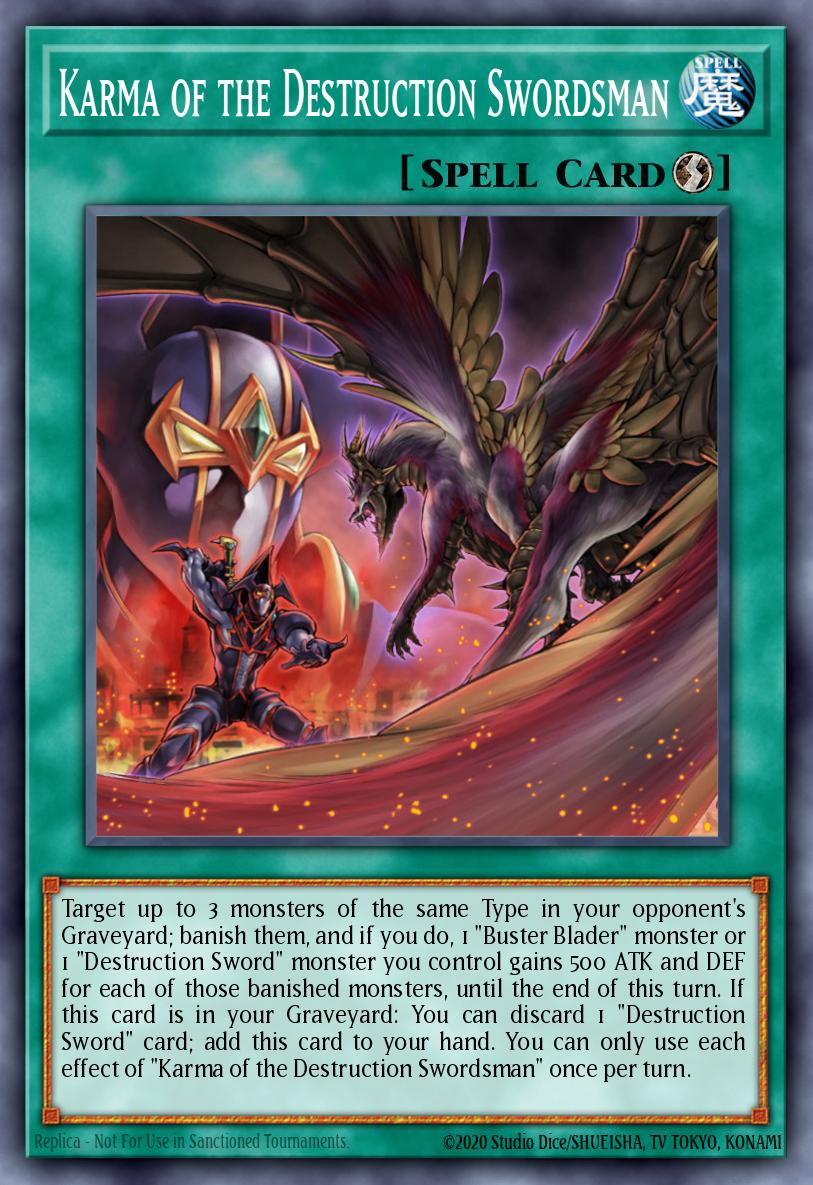 KARMA OF THE DESTRUCTION SWORDSMAN
SPELL
魔
[SPELL CARD]
Target up to 3 monsters of the same Type in your opponent's
Graveyard; banish them, and if you do, 1 "Buster Blader" monster or
1 "Destruction Sword" monster you control gains 500 ATK and DEF
for each of those banished monsters, until the end of this turn. If
this card is in your Graveyard: You can discard 1 "Destruction
Sword" card; add this card to your hand. You can only use each
effect of "Karma of the Destruction Swordsman" once per turn.
Replica - Not For Use in Sanctioned Tournaments.
©2020 Studio Dice/SHUEISHA, TV TOKYO, KONAMI